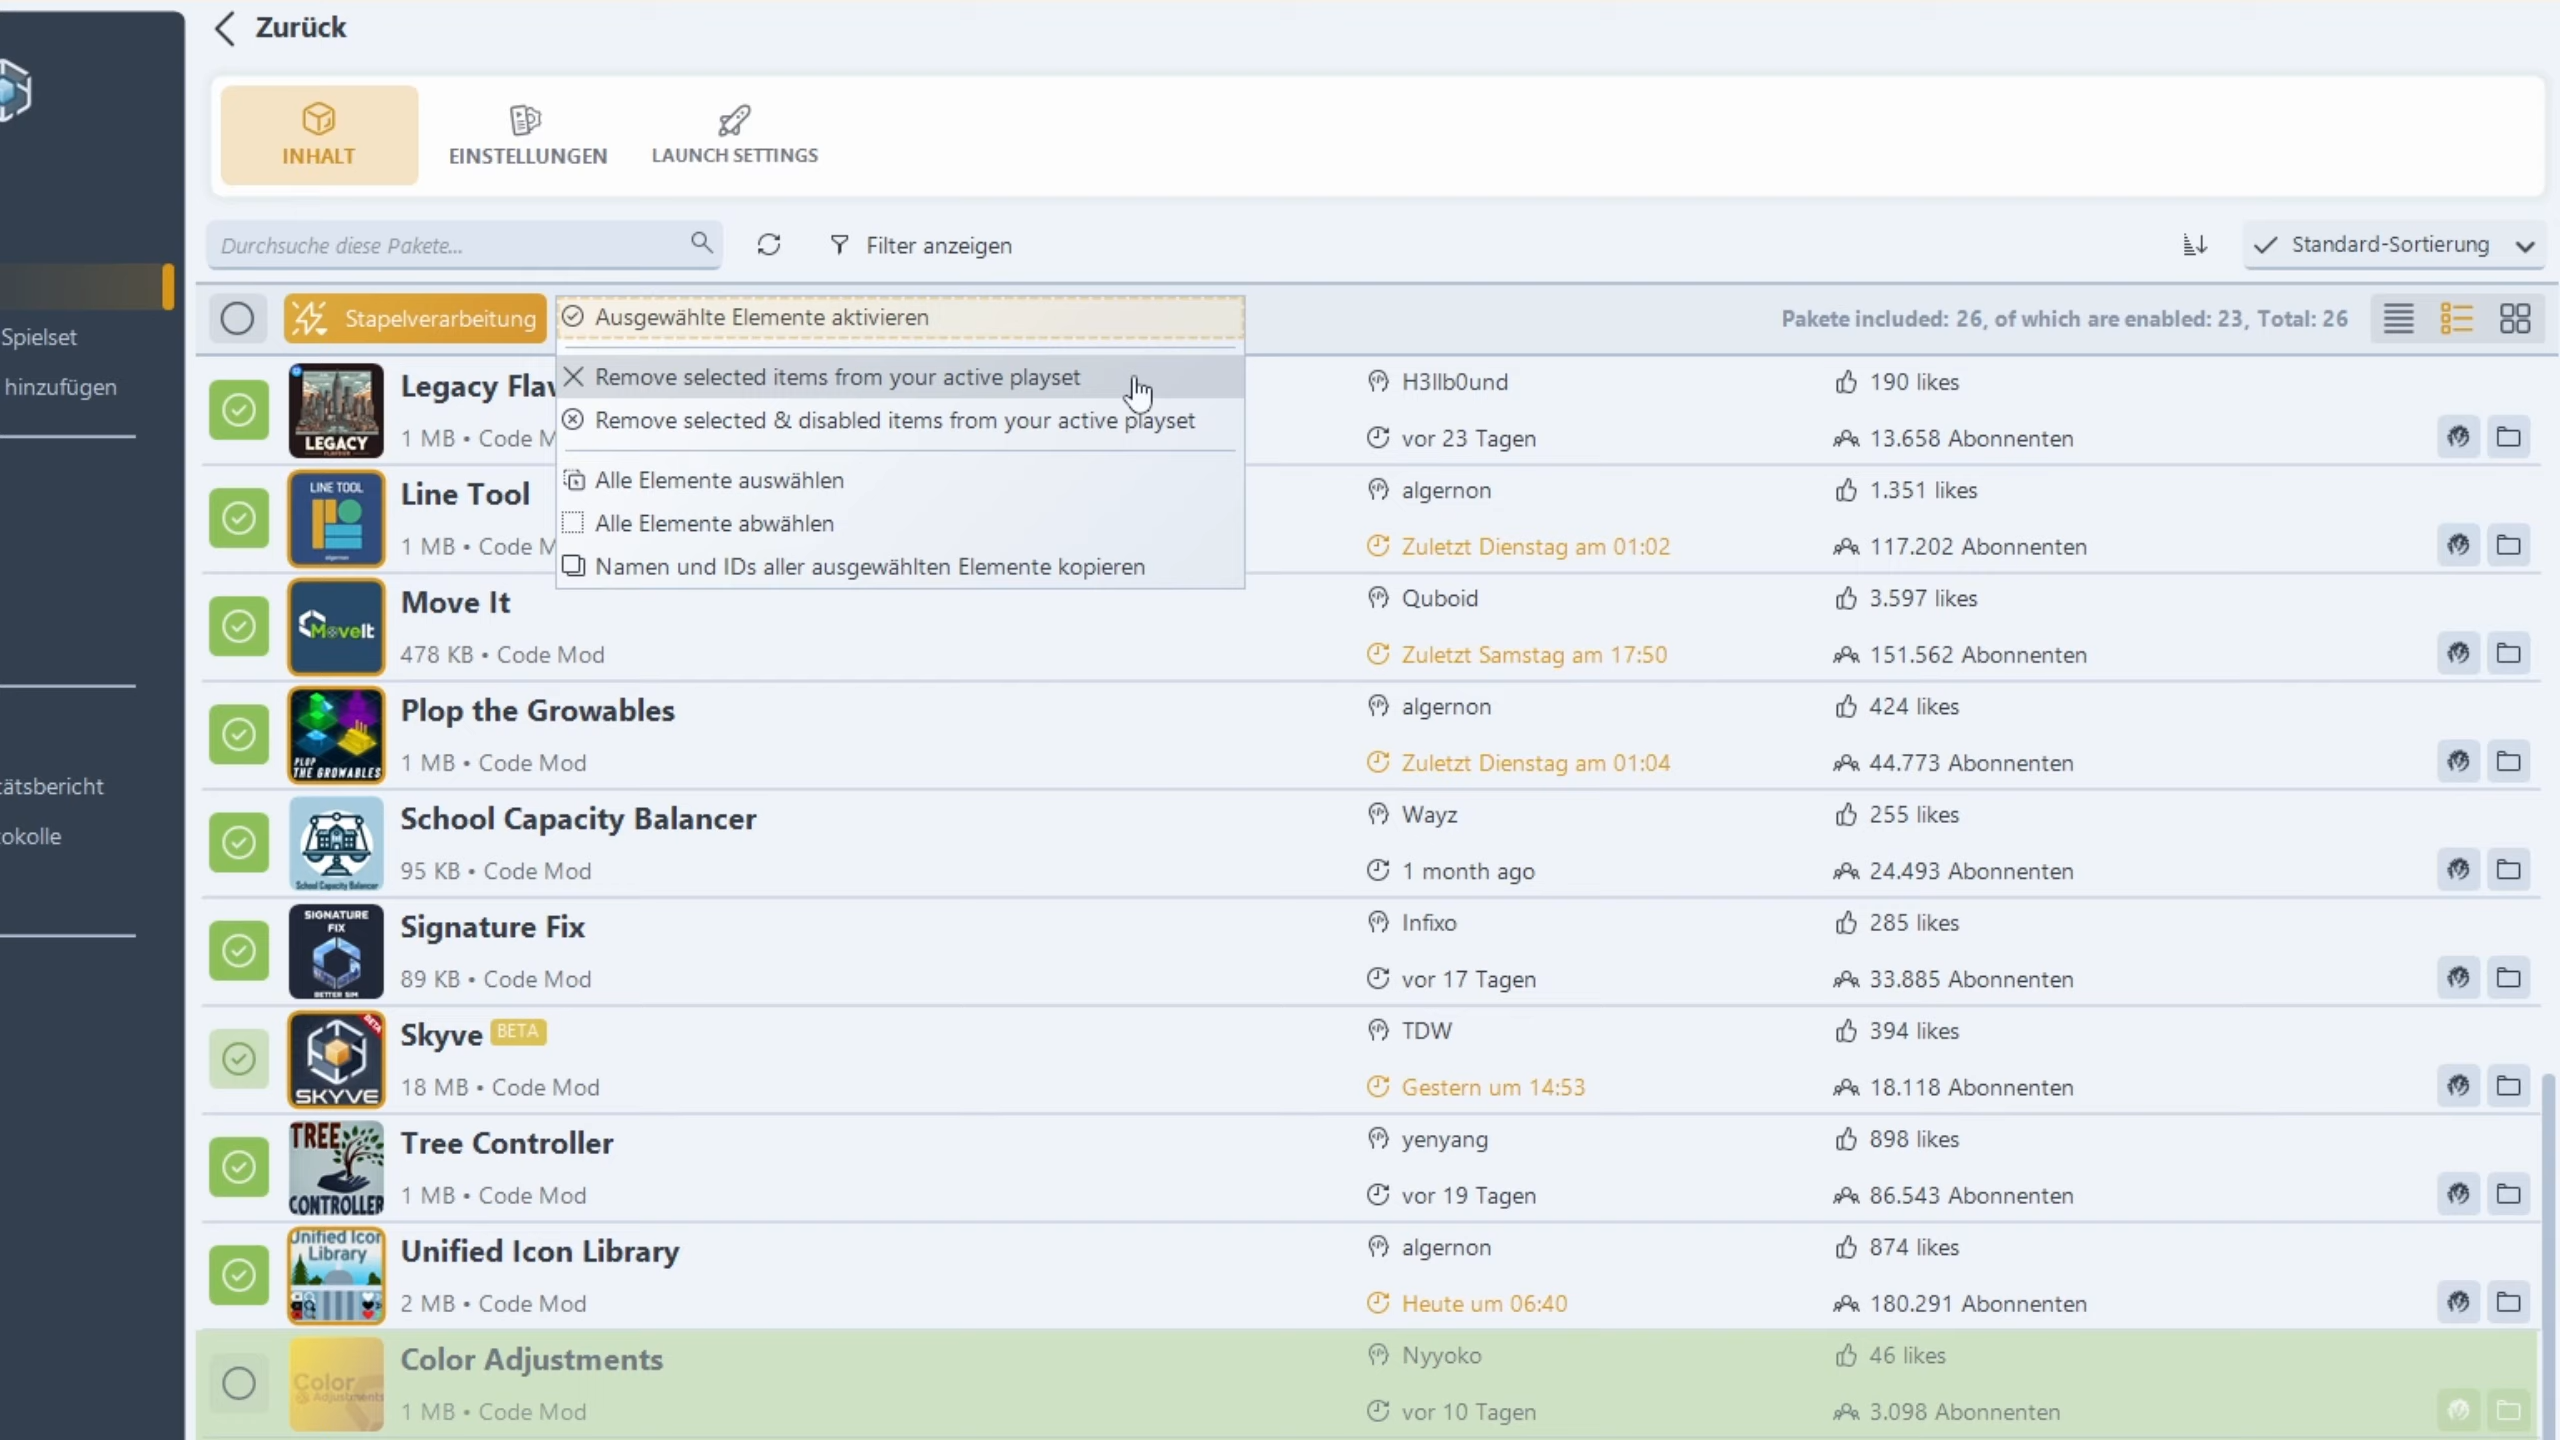 Zurück
INHALT
EINSTELLUNGEN
LAUNCH SETTINGS
Durchsuche diese Pakete...
Filter anzeigen
Standard-Sortierung
Stapelverarbeitung
Ausgewählte Elemente aktivieren
Pakete included: 26, of which are enabled: 23, Total: 26
Spielset
hinzufügen
tätsbericht
okolle
Remove selected items from your active playset
Remove selected & disabled items from your active playset
Alle Elemente auswählen
Alle Elemente abwählen
Namen und IDs aller ausgewählten Elemente kopieren
LEGACY
Legacy Flav
1 MB • Code M
H3llb0und
vor 23 Tagen
190 likes
13.658 Abonnenten
LINE TOOL
algernon
Line Tool
1 MB • Code M
algernon
Zuletzt Dienstag am 01:02
1.351 likes
117.202 Abonnenten
MoveIt
Move It
478 KB • Code Mod
Quboid
Zuletzt Samstag am 17:50
3.597 likes
151.562 Abonnenten
PLOP
THE GROWABLES
Plop the Growables
1 MB • Code Mod
algernon
Zuletzt Dienstag am 01:04
424 likes
44.773 Abonnenten
School Capacity Balancer
School Capacity Balancer
95 KB • Code Mod
Wayz
1 month ago
255 likes
24.493 Abonnenten
SIGNATURE
FIX
BETTER SIM
Signature Fix
89 KB • Code Mod
Infixo
vor 17 Tagen
285 likes
33.885 Abonnenten
BETA
SKYVE
Skyve BETA
18 MB • Code Mod
TDW
Gestern um 14:53
394 likes
18.118 Abonnenten
TREE
CONTROLLER
Tree Controller
1 MB • Code Mod
yenyang
vor 19 Tagen
898 likes
86.543 Abonnenten
Unified Icon
Library
Unified Icon Library
2 MB • Code Mod
algernon
Heute um 06:40
874 likes
180.291 Abonnenten
Color
Adjustments
Color Adjustments
1 MB • Code Mod
Nyyoko
vor 10 Tagen
46 likes
3.098 Abonnenten